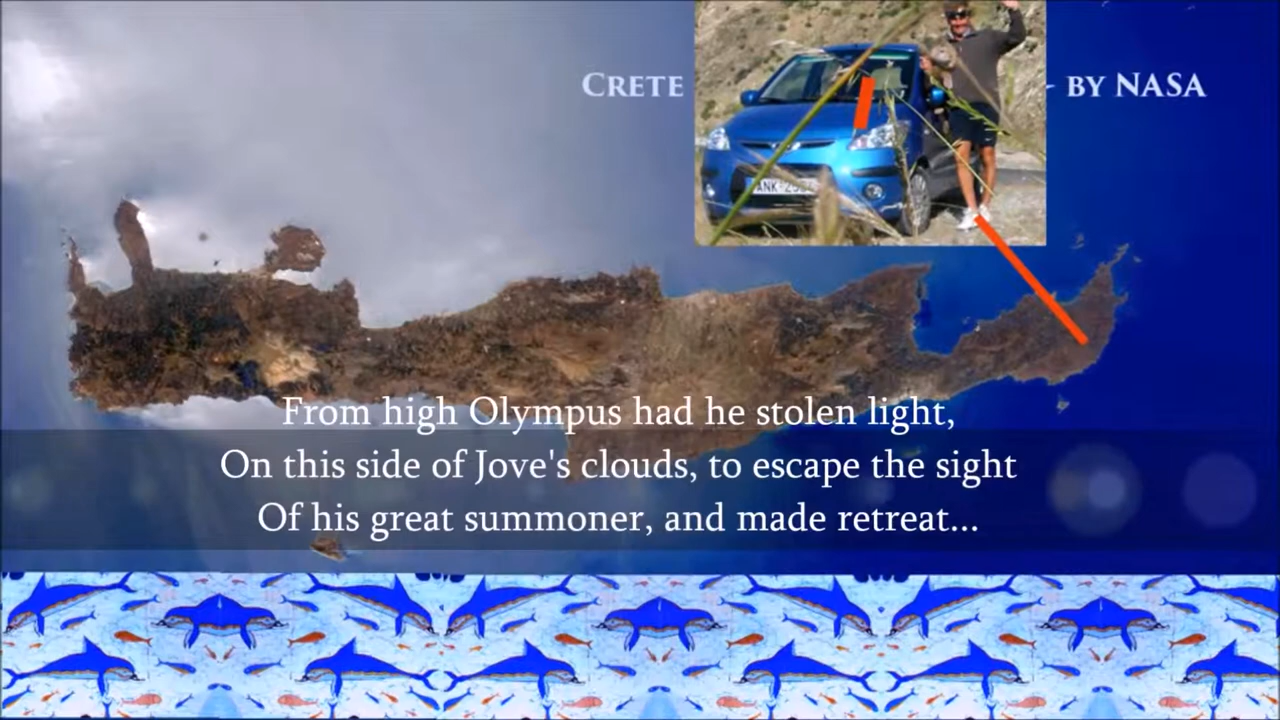 CRETE - BY NASA
From high Olympus had he stolen light,
On this side of Jove's clouds, to escape the sight
Of his great summoner, and made retreat...